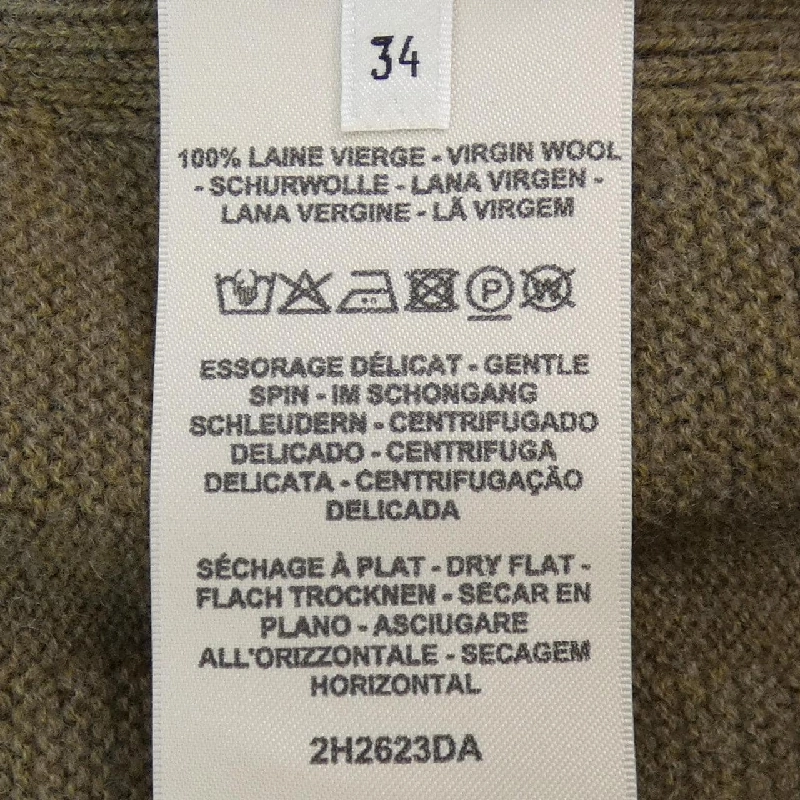 34
100% LAINE VIERGE - VIRGIN WOOL
- SCHURWOLLE - LANA VIRGEN -
LANA VERGINE - LÃ VIRGEM
P W
ESSORAGE DÉLICAT - GENTLE
SPIN - IM SCHONGANG
SCHLEUDERN - CENTRIFUGADO
DELICADO - CENTRIFUGA
DELICATA - CENTRIFUGAÇÃO
DELICADA
SÉCHAGE À PLAT - DRY FLAT -
FLACH TROCKNEN - SECAR EN
PLANO - ASCIUGARE
ALL'ORIZZONTALE - SECAGEM
HORIZONTAL
2H2623DA